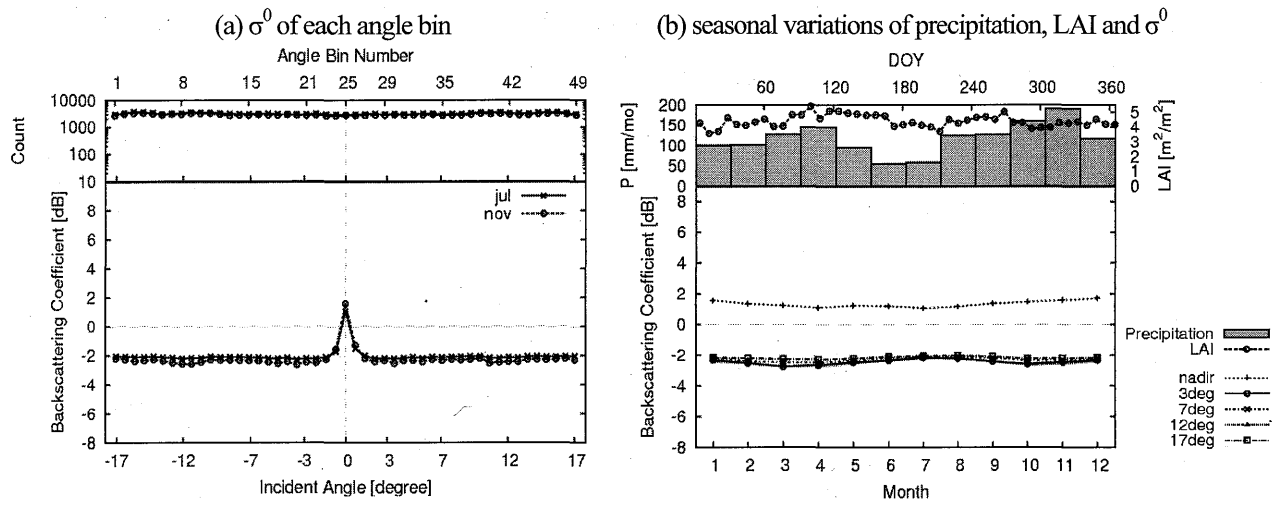 (a) σ⁰ of each angle bin
Angle Bin Number
1 8 15 21 25 29 35 42 49
10000
1000
100
10
Count
jul
nov
8
6
4
2
0
-2
-4
-6
-8
Backscattering Coefficient [dB]
-17 -12 -7 -3 0 3 7 12 17
Incident Angle [degree]
(b) seasonal variations of precipitation, LAI and σ⁰
DOY
60 120 180 240 300 360
200
150
100
50
0
P [mm/mo]
5
4
3
2
1
0
LAI [m²/m²]
8
6
4
2
0
-2
-4
-6
-8
Backscattering Coefficient [dB]
1 2 3 4 5 6 7 8 9 10 11 12
Month
Precipitation
LAI
nadir
3deg
7deg
12deg
17deg